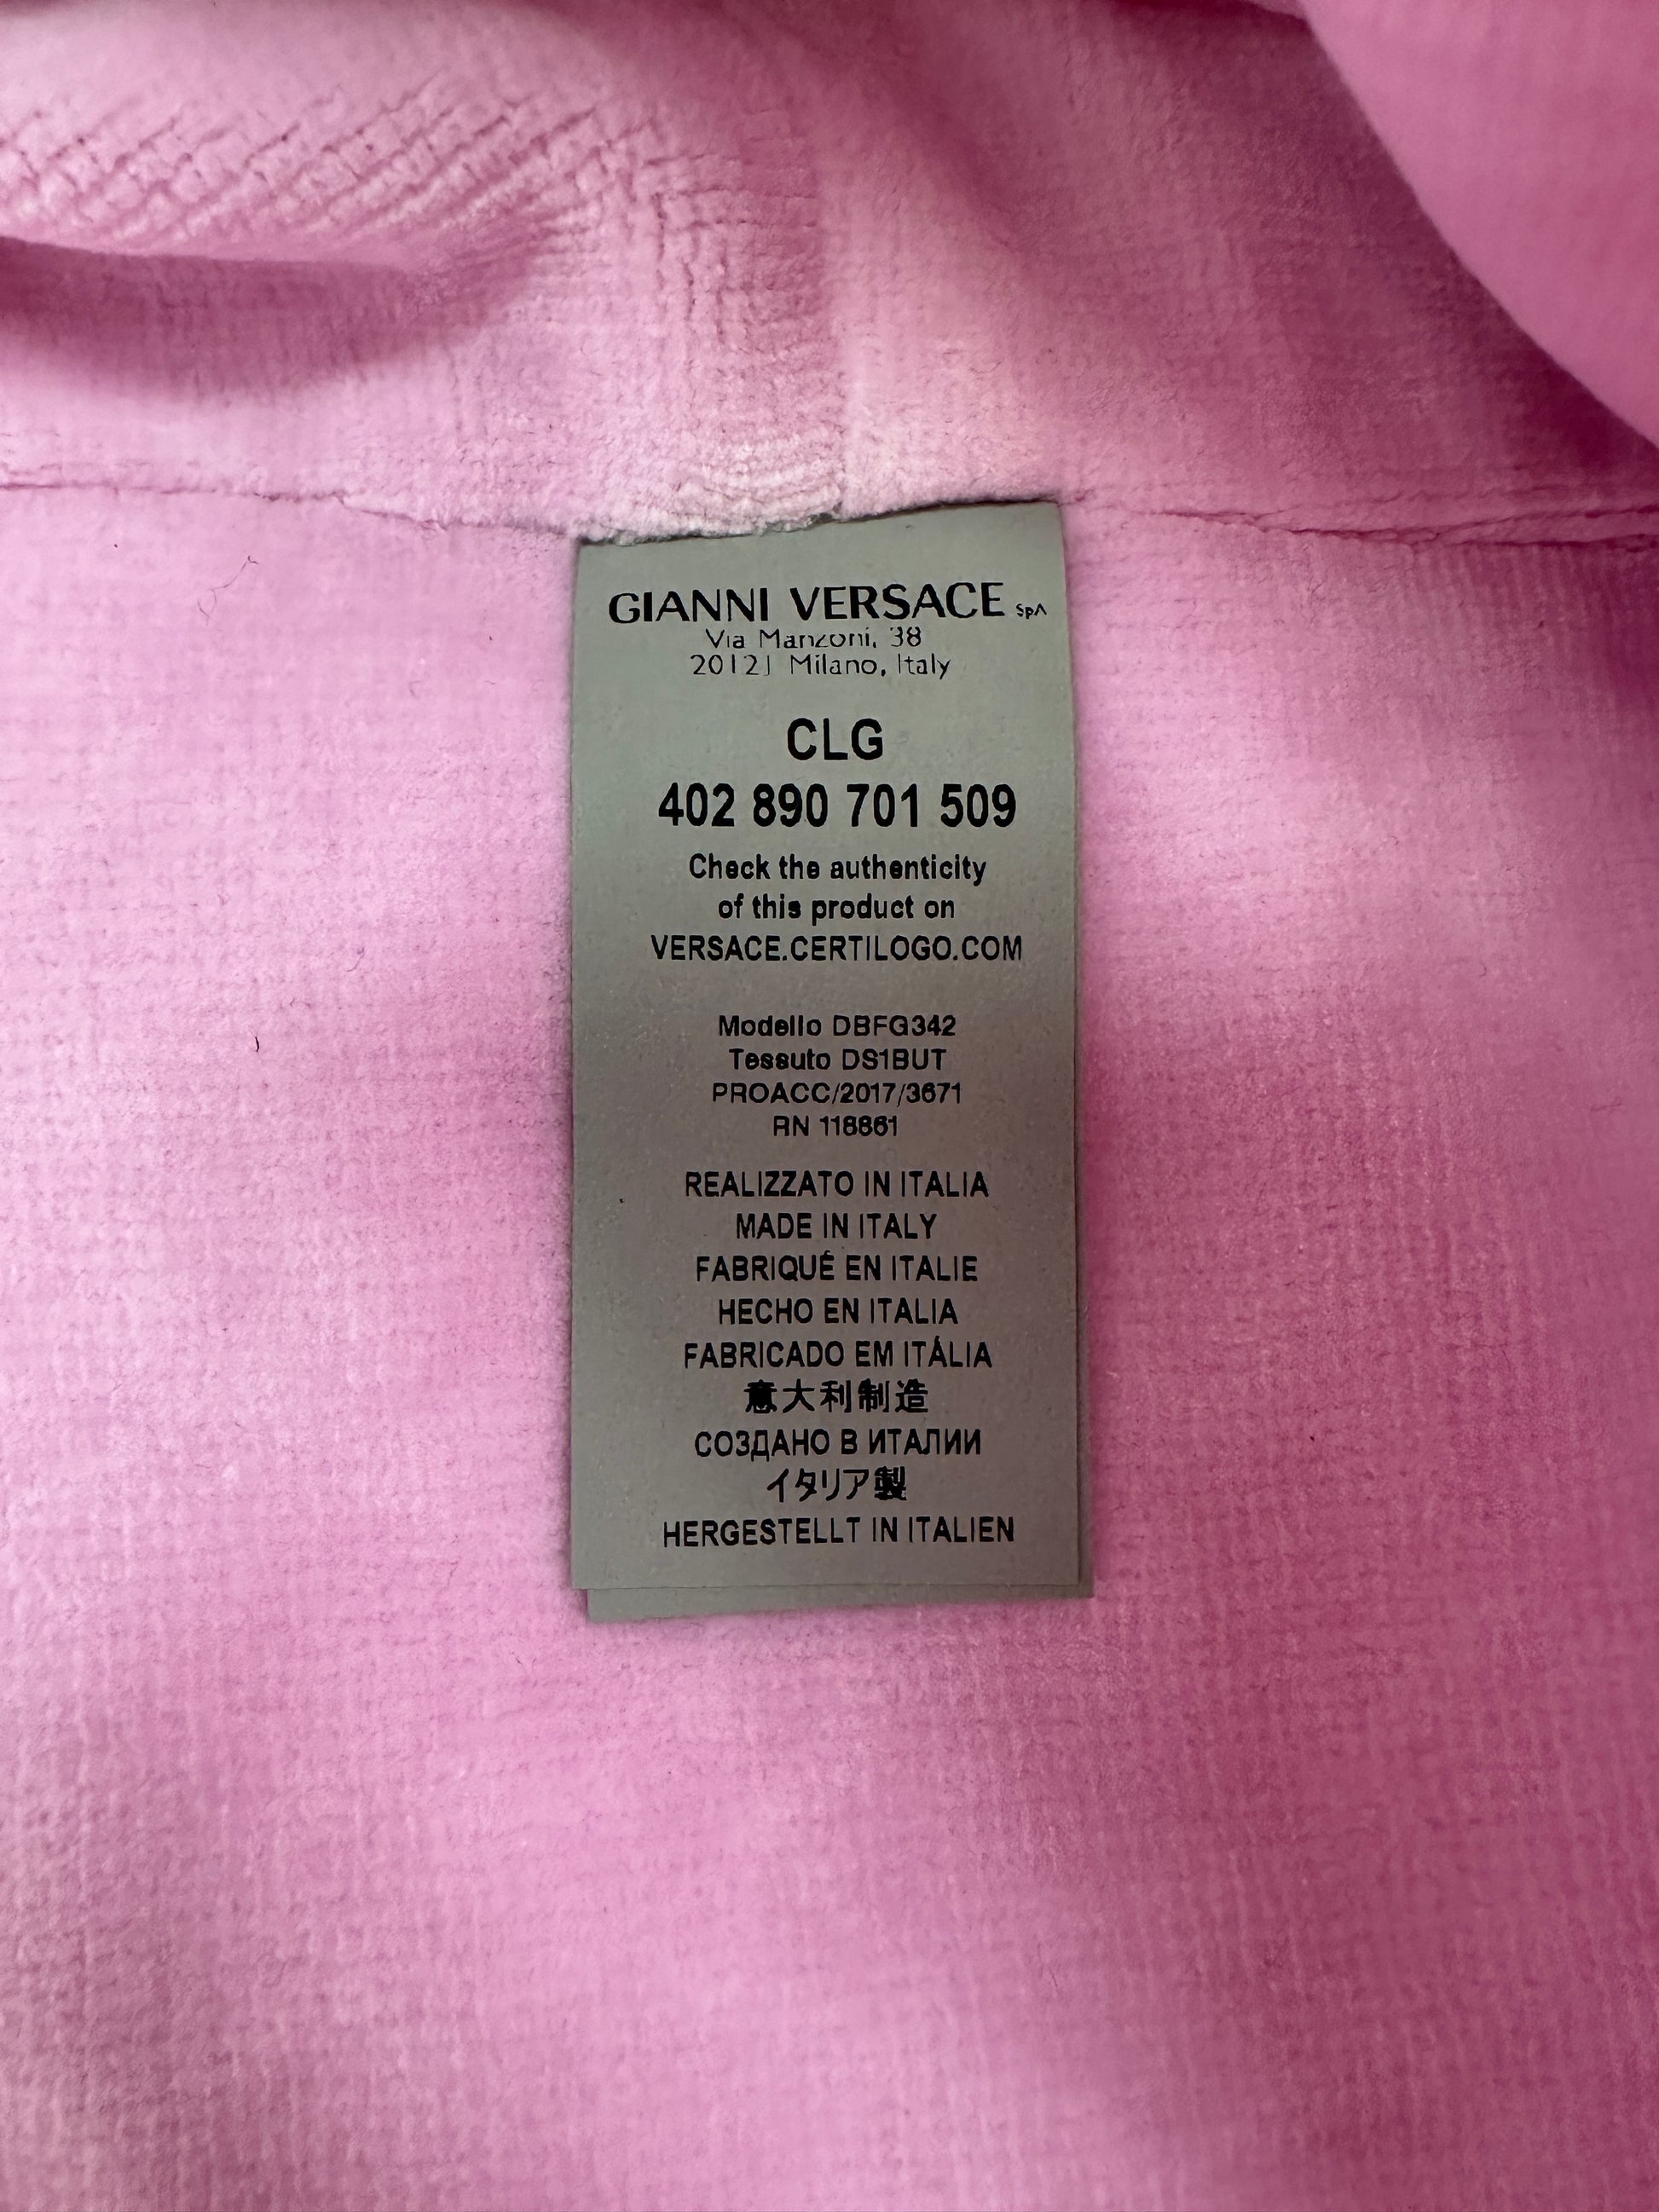 GIANNI VERSACE SpA
Via Manzoni, 38
20121 Milano, Italy
CLG
402 890 701 509
Check the authenticity
of this product on
VERSACE.CERTILOGO.COM
Modello DBFG342
Tessuto DS1BUT
PROACC/2017/3671
RN 118861
REALIZZATO IN ITALIA
MADE IN ITALY
FABRIQUÉ EN ITALIE
HECHO EN ITALIA
FABRICADO EM ITÁLIA
意大利制造
СОЗДАНО В ИТАЛИИ
イタリア製
HERGESTELLT IN ITALIEN